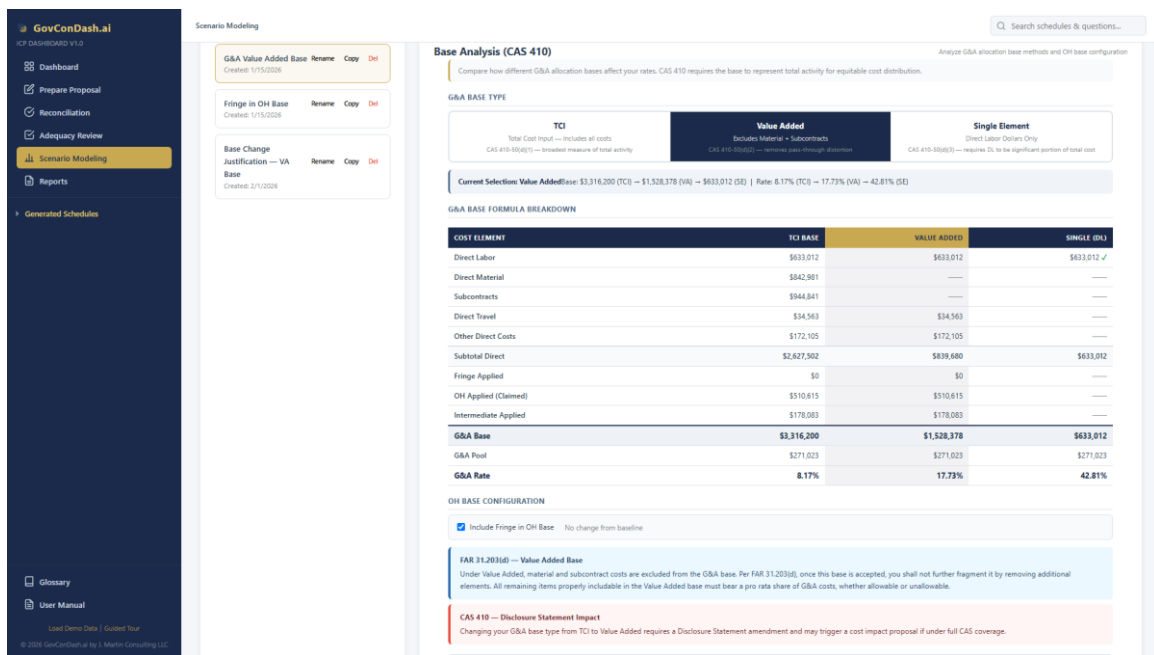 GovConDash.ai
ICP DASHBOARD V1.0
Dashboard
Prepare Proposal
Reconciliation
Adequacy Review
Scenario Modeling
Reports
Generated Schedules
Glossary
User Manual
Load Demo Data | Guided Tour
© 2026 GovConDash.ai by J. Martin Consulting LLC
Scenario Modeling
Search schedules & questions...
G&A Value Added Base Rename Copy Del
Created: 1/15/2026
Fringe in OH Base Rename Copy Del
Created: 1/15/2026
Base Change
Justification — VA Rename Copy Del
Base
Created: 2/1/2026
Base Analysis (CAS 410) Analyze G&A allocation base methods and OH base configuration
Compare how different G&A allocation bases affect your rates. CAS 410 requires the base to represent total activity for equitable cost distribution.
G&A BASE TYPE
TCI
Total Cost Input — includes all costs
CAS 410-50(d)(1) — broadest measure of total activity
Value Added
Excludes Material + Subcontracts
CAS 410-50(d)(2) — removes pass-through distortion
Single Element
Direct Labor Dollars Only
CAS 410-50(d)(3) — requires DL to be significant portion of total cost
Current Selection: Value AddedBase: $3,316,200 (TCI) → $1,528,378 (VA) → $633,012 (SE) | Rate: 8.17% (TCI) → 17.73% (VA) → 42.81% (SE)
G&A BASE FORMULA BREAKDOWN
COST ELEMENT TCI BASE VALUE ADDED SINGLE (DL)
Direct Labor $633,012 $633,012 $633,012 ✓
Direct Material $842,981 — —
Subcontracts $944,841 — —
Direct Travel $34,563 $34,563 —
Other Direct Costs $172,105 $172,105 —
Subtotal Direct $2,627,502 $839,680 $633,012
Fringe Applied $0 $0 —
OH Applied (Claimed) $510,615 $510,615 —
Intermediate Applied $178,083 $178,083 —
G&A Base $3,316,200 $1,528,378 $633,012
G&A Pool $271,023 $271,023 $271,023
G&A Rate 8.17% 17.73% 42.81%
OH BASE CONFIGURATION
Include Fringe in OH Base No change from baseline
FAR 31.203(d) — Value Added Base
Under Value Added, material and subcontract costs are excluded from the G&A base. Per FAR 31.203(d), once this base is accepted, you shall not further fragment it by removing additional
elements. All remaining items properly includable in the Value Added base must bear a pro rata share of G&A costs, whether allowable or unallowable.
CAS 410 — Disclosure Statement Impact
Changing your G&A base type from TCI to Value Added requires a Disclosure Statement amendment and may trigger a cost impact proposal if under full CAS coverage.